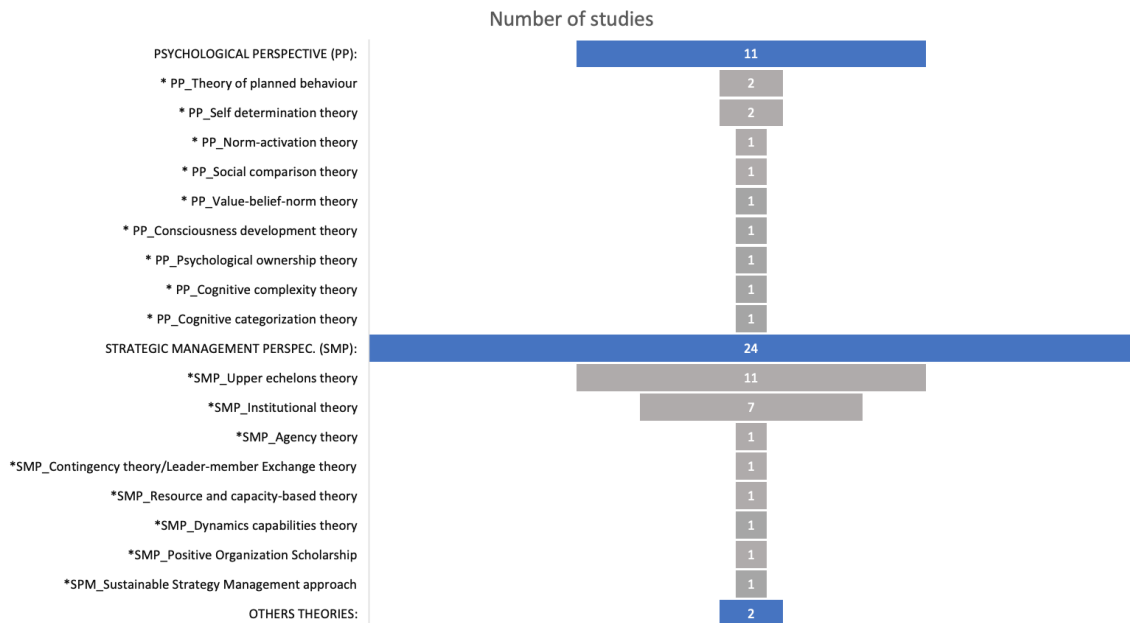 Number of studies
PSYCHOLOGICAL PERSPECTIVE (PP): 11
* PP_Theory of planned behaviour 2
* PP_Self determination theory 2
* PP_Norm-activation theory 1
* PP_Social comparison theory 1
* PP_Value-belief-norm theory 1
* PP_Consciousness development theory 1
* PP_Psychological ownership theory 1
* PP_Cognitive complexity theory 1
* PP_Cognitive categorization theory 1
STRATEGIC MANAGEMENT PERSPEC. (SMP): 24
*SMP_Upper echelons theory 11
*SMP_Institutional theory 7
*SMP_Agency theory 1
*SMP_Contingency theory/Leader-member Exchange theory 1
*SMP_Resource and capacity-based theory 1
*SMP_Dynamics capabilities theory 1
*SMP_Positive Organization Scholarship 1
*SPM_Sustainable Strategy Management approach 1
OTHERS THEORIES: 2